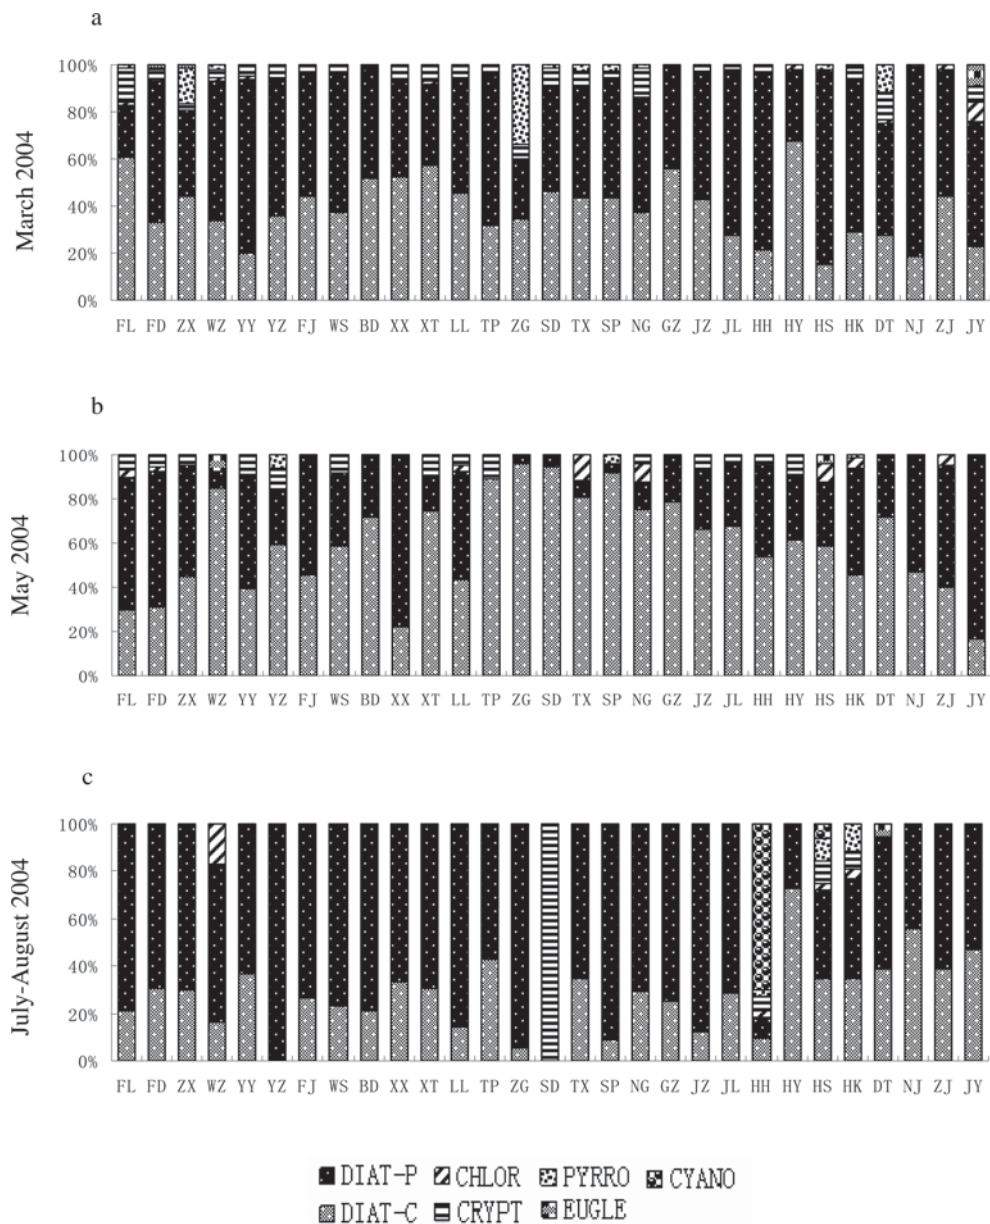 a
March 2004
100%
80%
60%
40%
20%
0%
FL FD ZX WZ YY YZ FJ WS BD XX XT LL TP ZG SD TX SP NG GZ JZ JL HH HY HS HK DT NJ ZJ JY
b
May 2004
100%
80%
60%
40%
20%
0%
FL FD ZX WZ YY YZ FJ WS BD XX XT LL TP ZG SD TX SP NG GZ JZ JL HH HY HS HK DT NJ ZJ JY
c
July-August 2004
100%
80%
60%
40%
20%
0%
FL FD ZX WZ YY YZ FJ WS BD XX XT LL TP ZG SD TX SP NG GZ JZ JL HH HY HS HK DT NJ ZJ JY
DIAT-P CHLOR PYRRO CYANO
DIAT-C CRYPT EUGLE